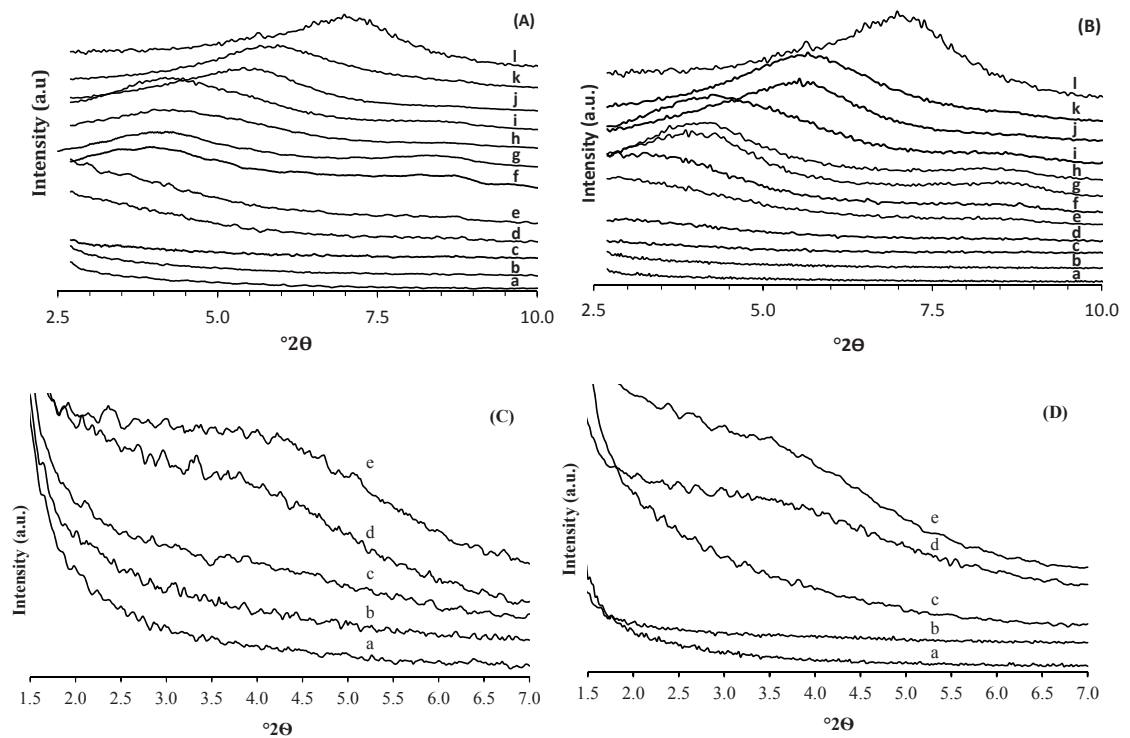 (A)
l
k
j
i
h
g
f
e
d
c
b
a
Intensity (a.u)
2.5 5.0 7.5 10.0
°2Θ
(B)
l
k
j
i
h
g
f
e
d
c
b
a
Intensity (a.u.)
2.5 5.0 7.5 10.0
°2Θ
(C)
e
d
c
b
a
Intensity (a.u.)
1.5 2.0 2.5 3.0 3.5 4.0 4.5 5.0 5.5 6.0 6.5 7.0
°2Θ
(D)
e
d
c
b
a
Intensity (a.u.)
1.5 2.0 2.5 3.0 3.5 4.0 4.5 5.0 5.5 6.0 6.5 7.0
°2Θ